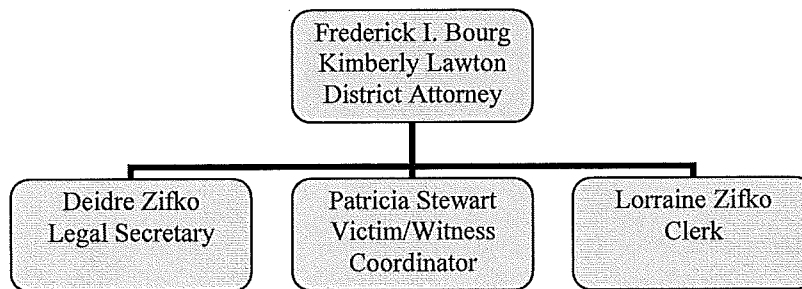 Frederick I. Bourg
Kimberly Lawton
District Attorney
Deidre Zifko
Legal Secretary
Patricia Stewart
Victim/Witness
Coordinator
Lorraine Zifko
Clerk